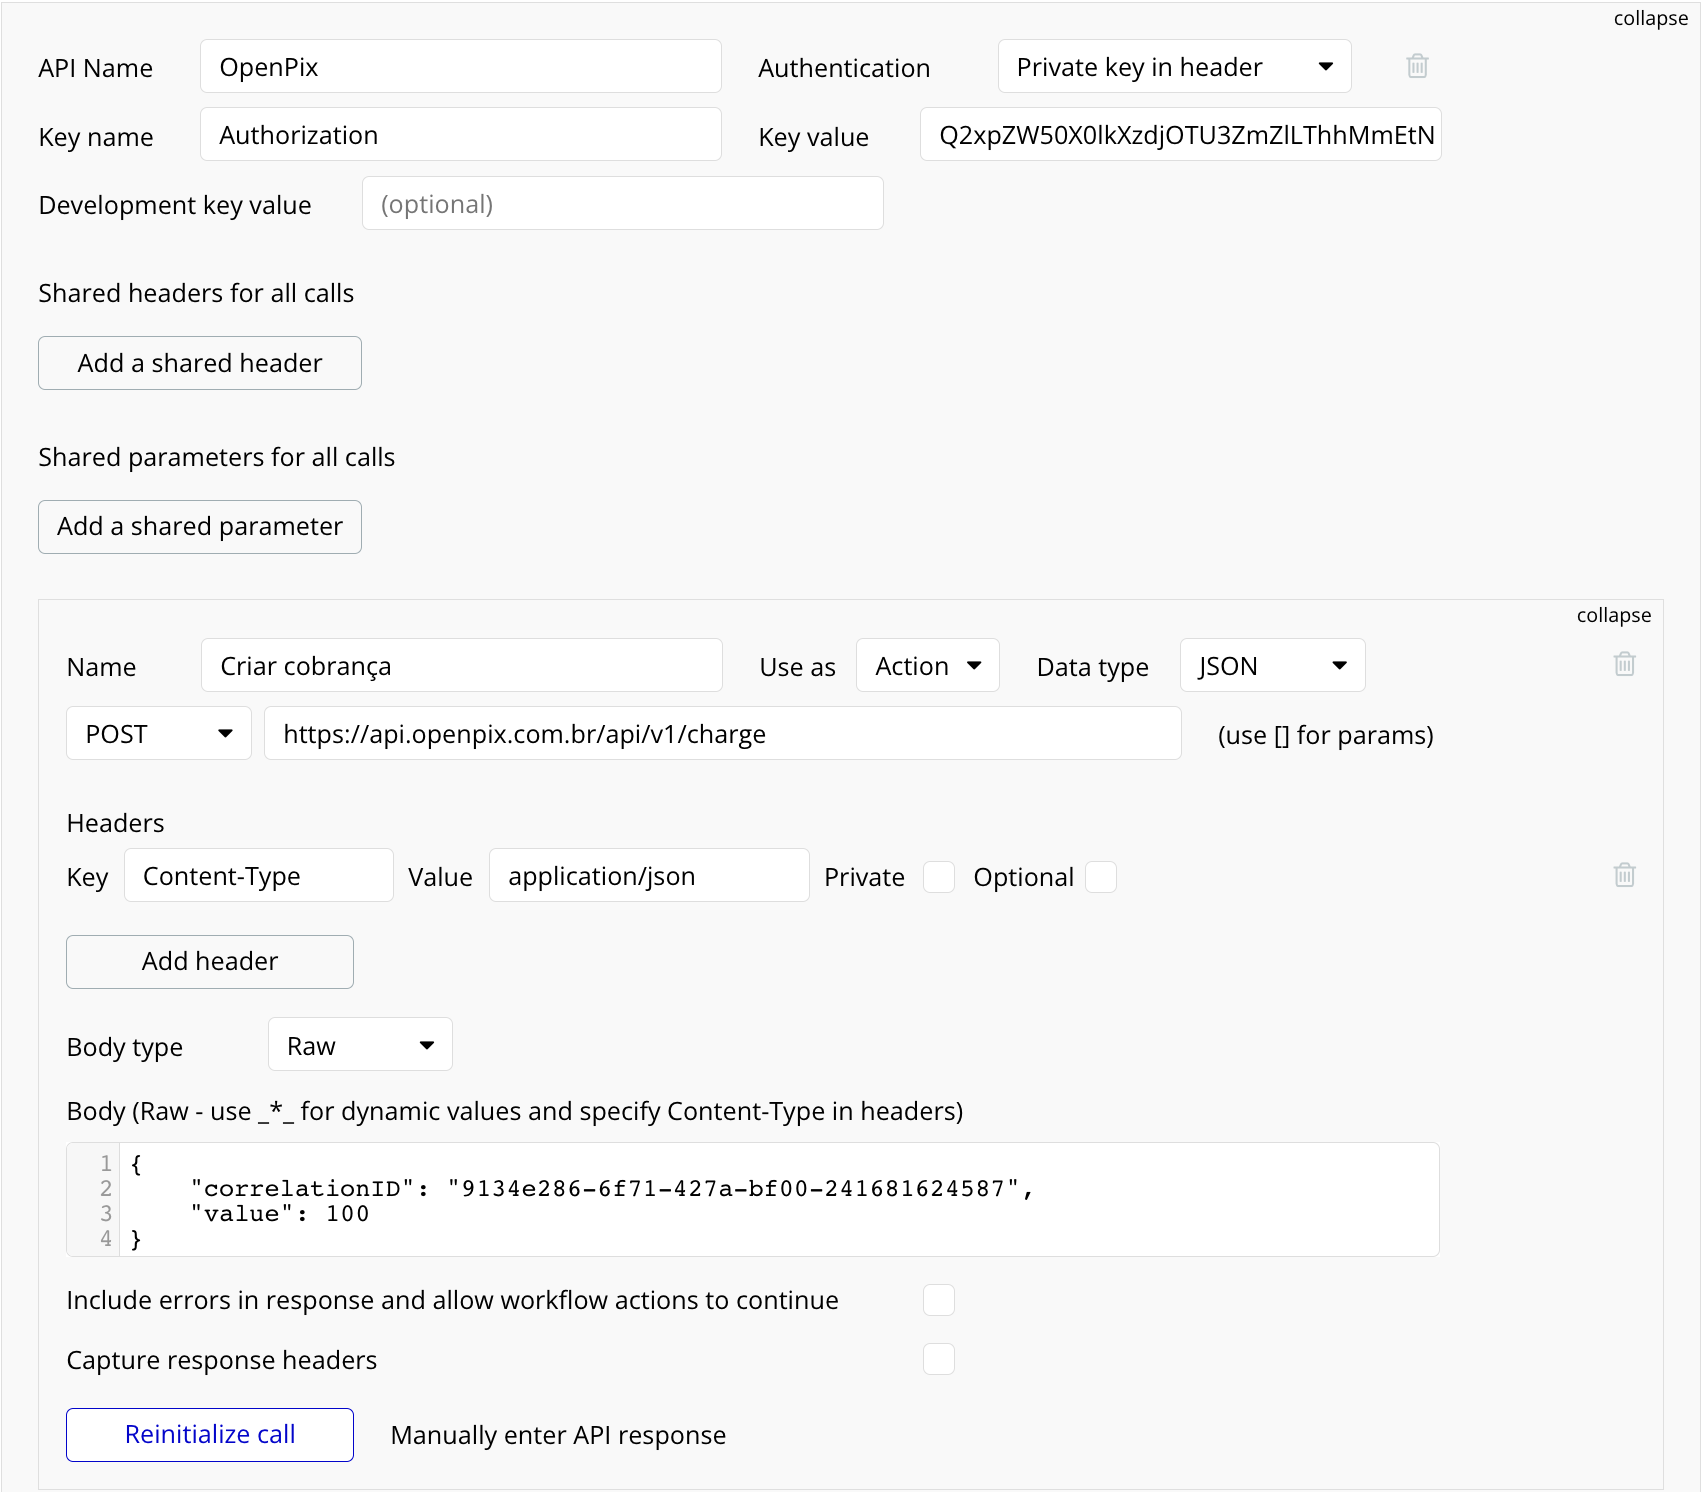 collapse
API Name OpenPix Authentication Private key in header
Key name Authorization Key value Q2xpZW50X0lkXzdjOTU3ZmZlLThhMmEtN
Development key value (optional)
Shared headers for all calls
Add a shared header
Shared parameters for all calls
Add a shared parameter
collapse
Name Criar cobrança Use as Action Data type JSON
POST https://api.openpix.com.br/api/v1/charge (use [] for params)
Headers
Key Content-Type Value application/json Private Optional
Add header
Body type Raw
Body (Raw - use _*_ for dynamic values and specify Content-Type in headers)
1 {
2 "correlationID": "9134e286-6f71-427a-bf00-241681624587",
3 "value": 100
4 }
Include errors in response and allow workflow actions to continue
Capture response headers
Reinitialize call Manually enter API response